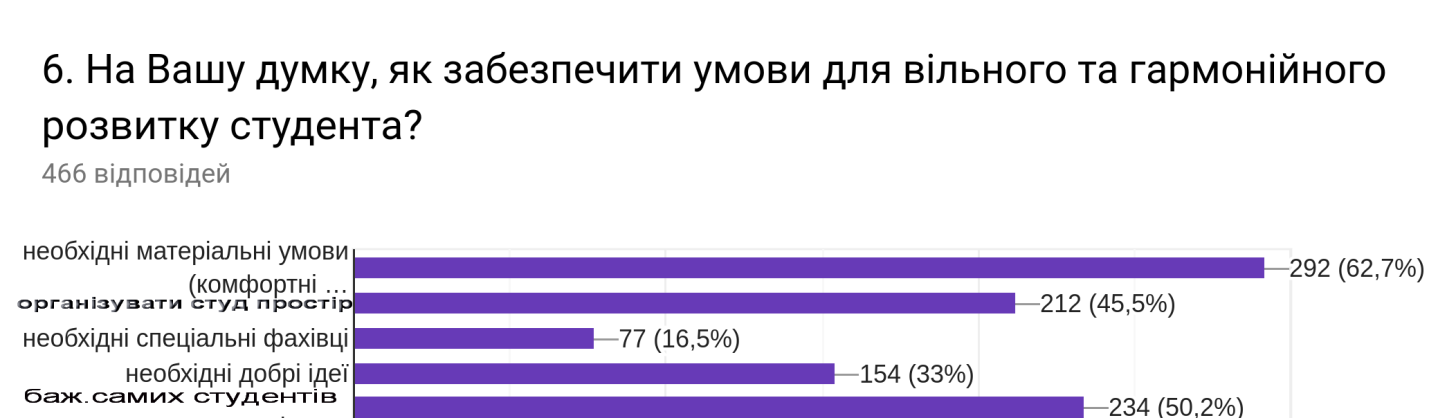 6. На Вашу думку, як забезпечити умови для вільного та гармонійного
розвитку студента?
466 відповідей
необхідні матеріальні умови
(комфортні …
292 (62,7%)
організувати студ простір
212 (45,5%)
необхідні спеціальні фахівці
77 (16,5%)
необхідні добрі ідеї
154 (33%)
баж.самих студентів
234 (50,2%)